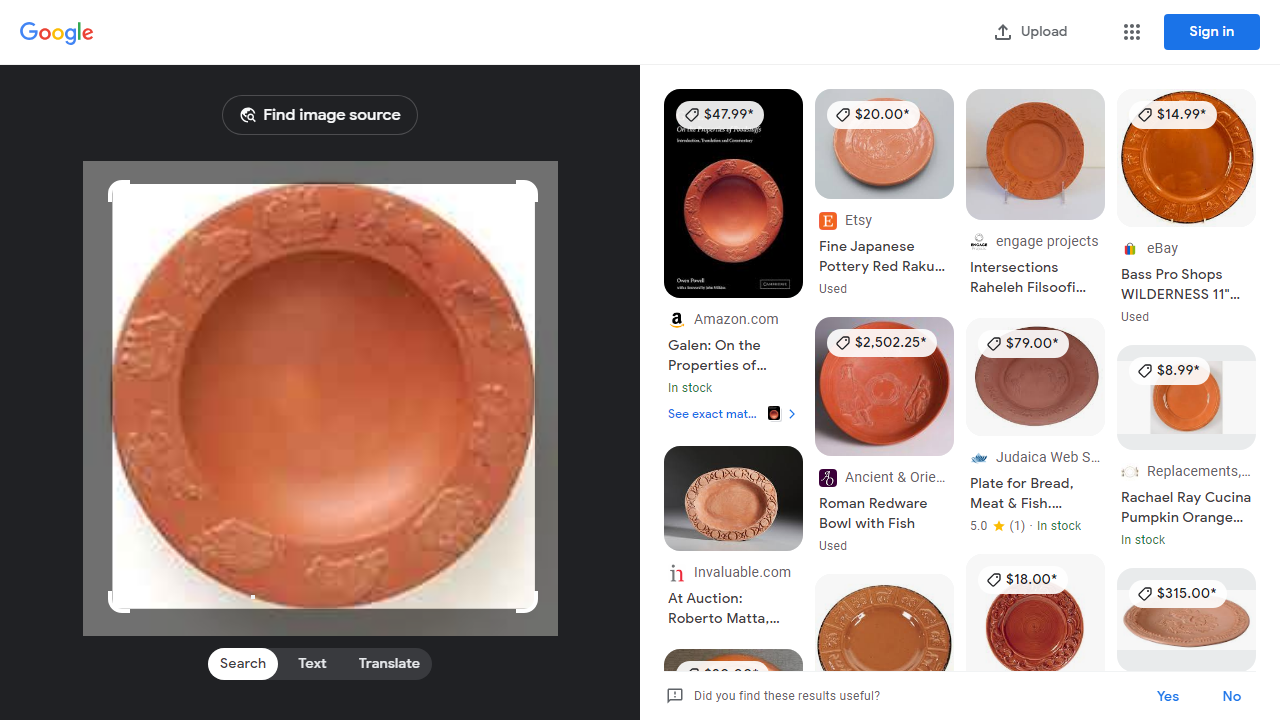 Google
Upload
Sign in
Find image source
Search
Text
Translate
$47.99*
On the Properties of Foodstuffs
Introduction, Translation and Commentary
Owen Powell
CAMBRIDGE
Amazon.com
Galen: On the
Properties of...
In stock
See exact mat...
Invaluable.com
At Auction:
Roberto Matta,...
$20.00*
Etsy
Fine Japanese
Pottery Red Raku...
Used
$2,502.25*
Ancient & Orie...
Roman Redware
Bowl with Fish
Used
engage projects
Intersections
Raheleh Filsoofi...
$79.00*
Judaica Web S...
Plate for Bread,
Meat & Fish....
5.0 (1) · In stock
$18.00*
$14.99*
eBay
Bass Pro Shops
WILDERNESS 11"...
Used
$8.99*
Replacements,...
Rachael Ray Cucina
Pumpkin Orange...
In stock
$315.00*
Did you find these results useful?
Yes
No